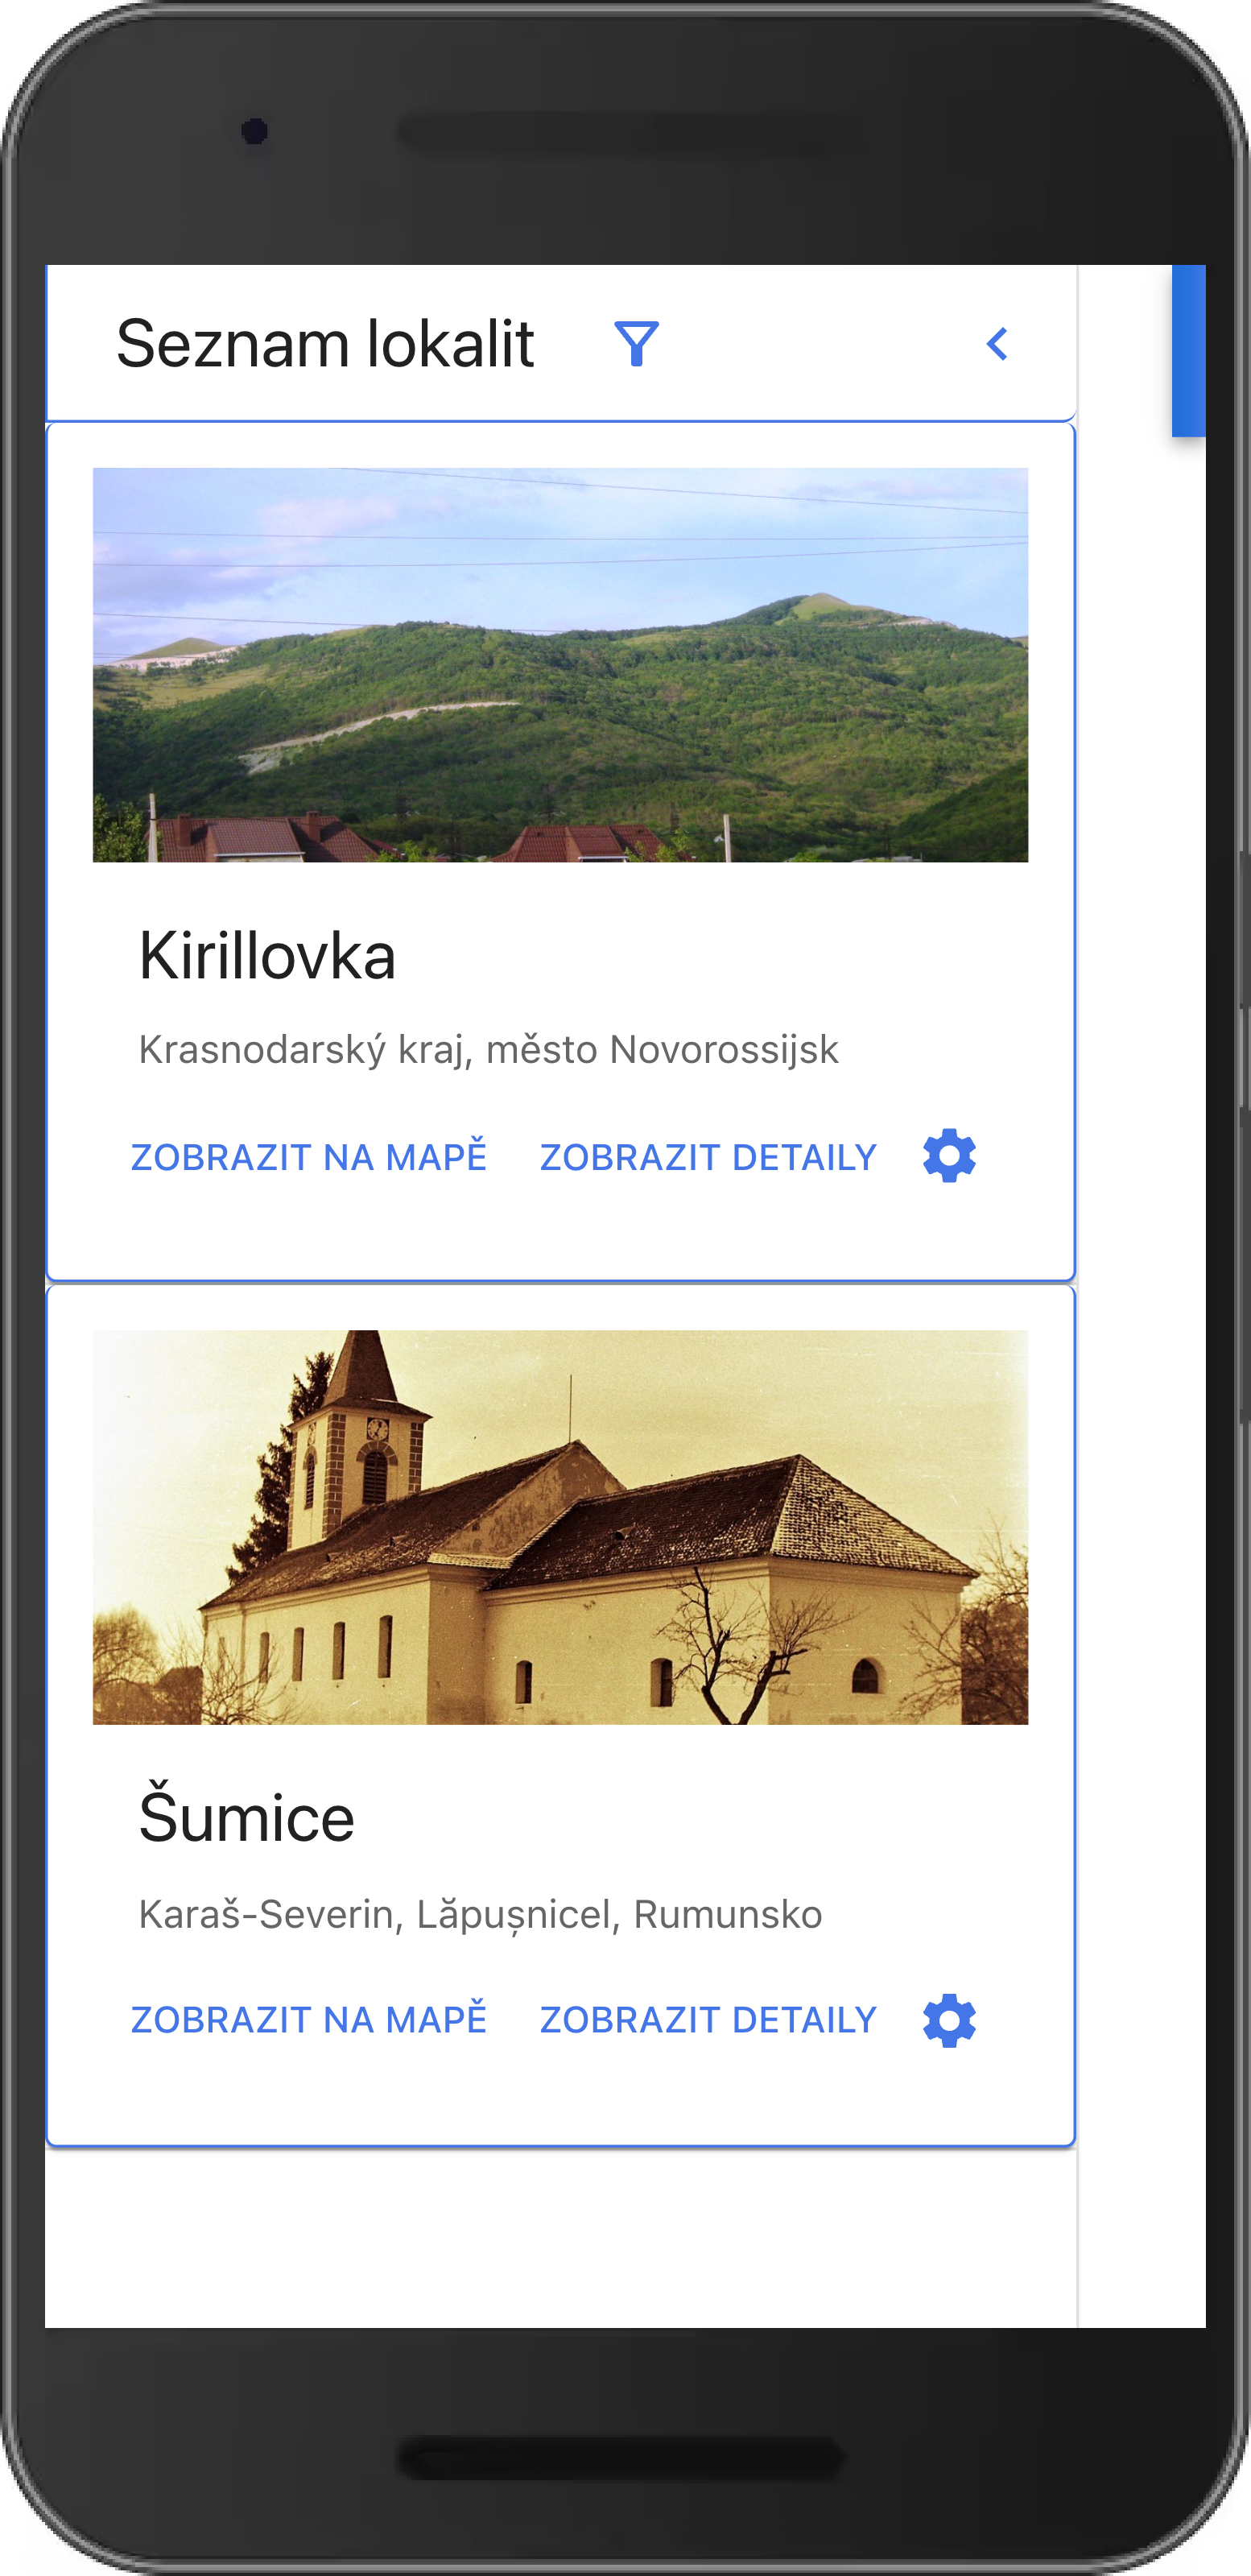 Seznam lokalit
Kirillovka
Krasnodarský kraj, město Novorossijsk
ZOBRAZIT NA MAPĚ ZOBRAZIT DETAILY
Šumice
Karaš-Severin, Lăpușnicel, Rumunsko
ZOBRAZIT NA MAPĚ ZOBRAZIT DETAILY